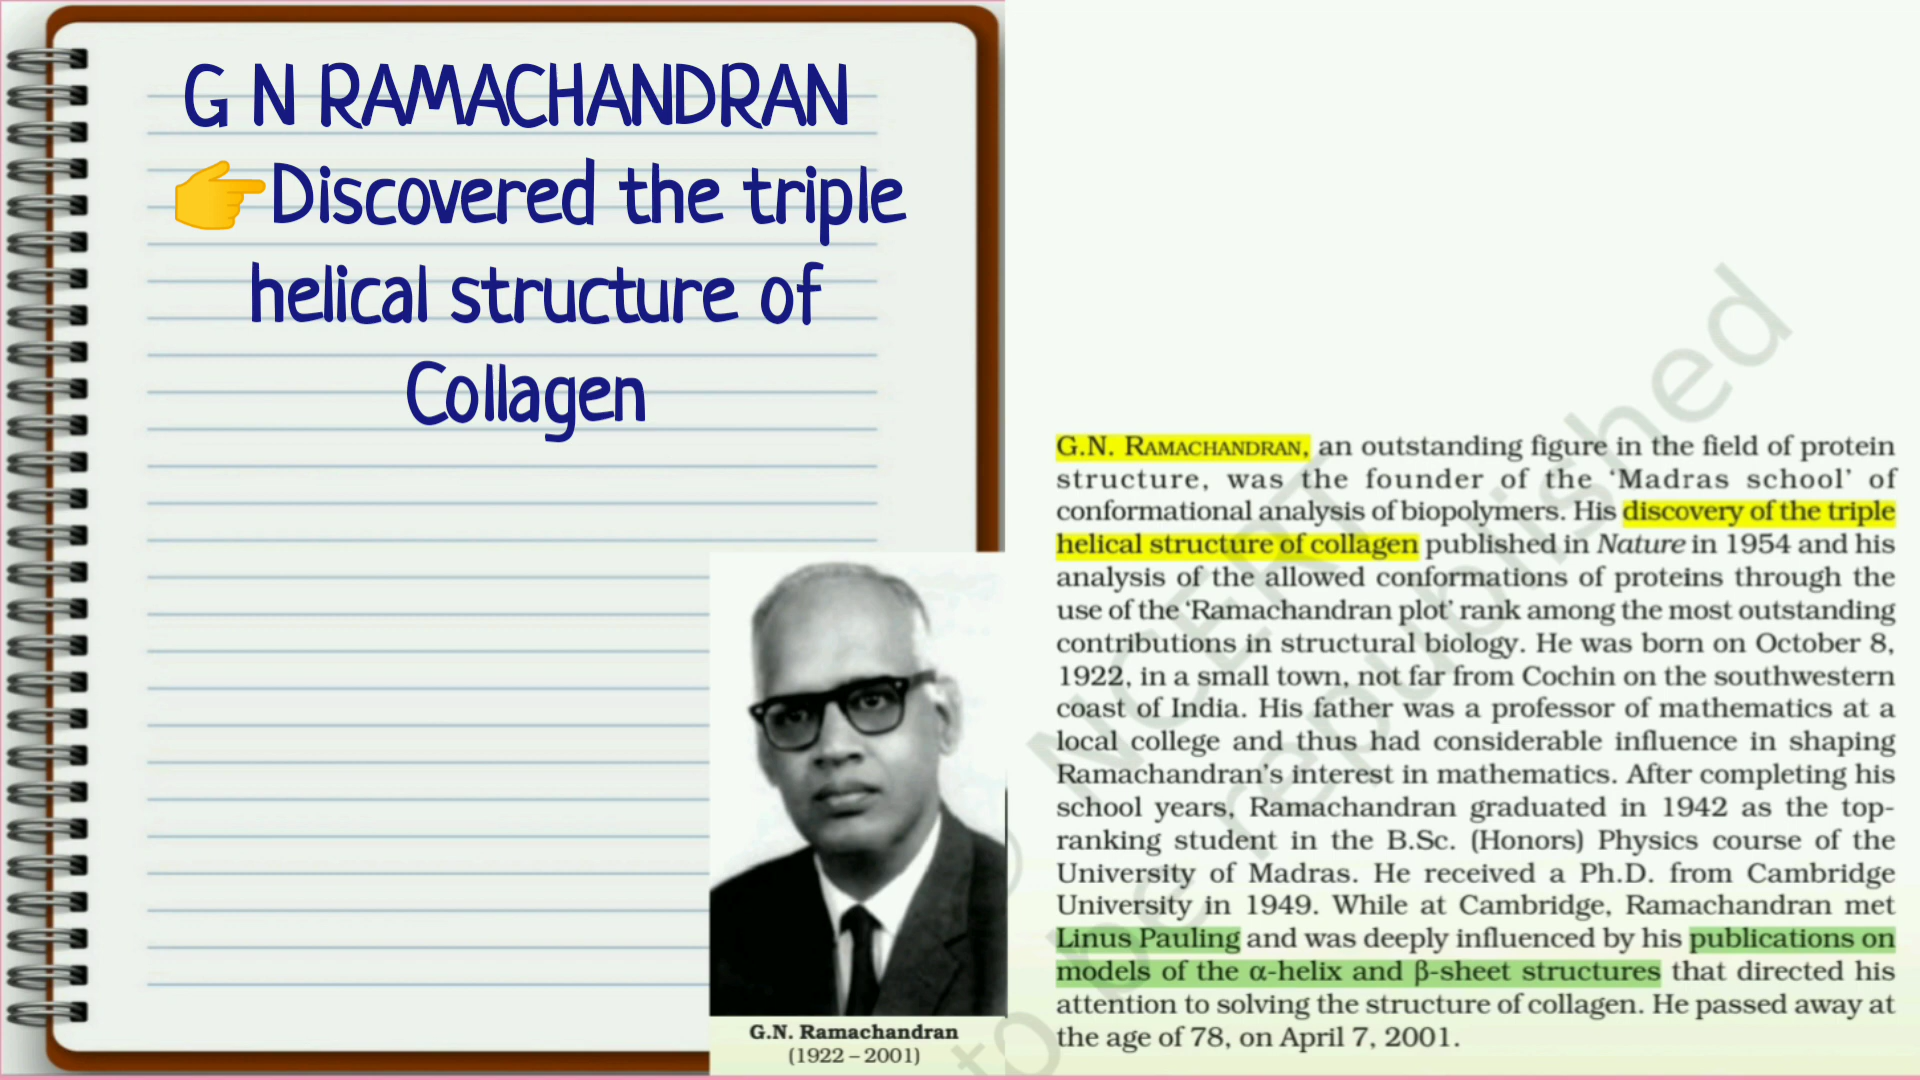 G N RAMACHANDRAN
👉Discovered the triple
helical structure of
Collagen
G.N. Ramachandran
(1922 – 2001)
G.N. RAMACHANDRAN, an outstanding figure in the field of protein
structure, was the founder of the ‘Madras school’ of
conformational analysis of biopolymers. His discovery of the triple
helical structure of collagen published in Nature in 1954 and his
analysis of the allowed conformations of proteins through the
use of the ‘Ramachandran plot’ rank among the most outstanding
contributions in structural biology. He was born on October 8,
1922, in a small town, not far from Cochin on the southwestern
coast of India. His father was a professor of mathematics at a
local college and thus had considerable influence in shaping
Ramachandran’s interest in mathematics. After completing his
school years, Ramachandran graduated in 1942 as the top-
ranking student in the B.Sc. (Honors) Physics course of the
University of Madras. He received a Ph.D. from Cambridge
University in 1949. While at Cambridge, Ramachandran met
Linus Pauling and was deeply influenced by his publications on
models of the α-helix and β-sheet structures that directed his
attention to solving the structure of collagen. He passed away at
the age of 78, on April 7, 2001.
© NCERT
to be republished